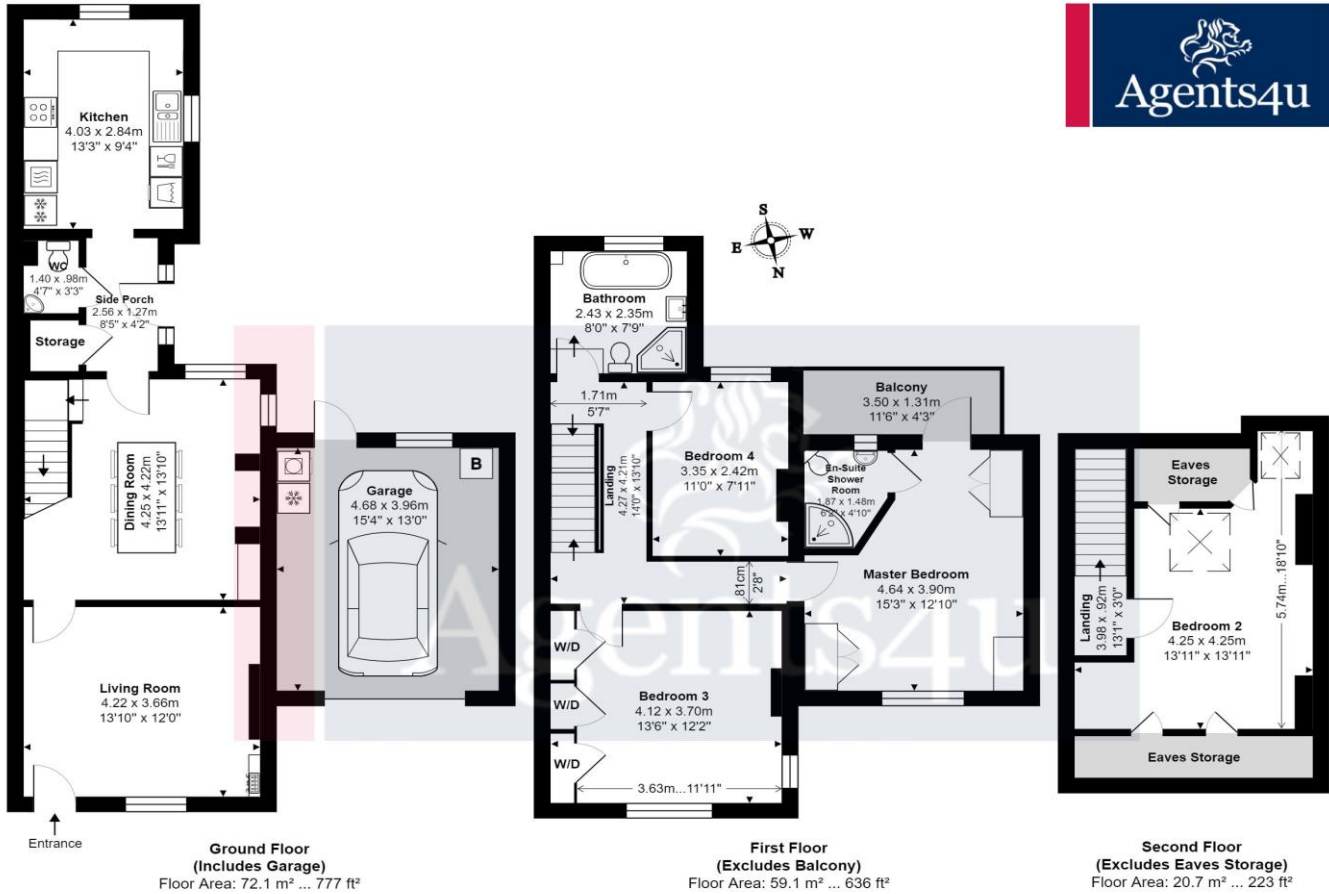 Agents4u
Kitchen
4.03 x 2.84m
13'3" x 9'4"
WC
1.40 x .98m
4'7" x 3'3"
Side Porch
2.56 x 1.27m
8'5" x 4'2"
Storage
Dining Room
4.25 x 4.22m
13'11" x 13'10"
Living Room
4.22 x 3.66m
13'10" x 12'0"
Entrance
B
Garage
4.68 x 3.96m
15'4" x 13'0"
Ground Floor
(Includes Garage)
Floor Area: 72.1 m² ... 777 ft²
S
E
W
N
Bathroom
2.43 x 2.35m
8'0" x 7'9"
1.71m
5'7"
Landing
4.27 x 4.21m
14'0" x 13'10"
Bedroom 4
3.35 x 2.42m
11'0" x 7'11"
Balcony
3.50 x 1.31m
11'6" x 4'3"
En-Suite
Shower
Room
1.87 x 1.48m
6'2" x 4'10"
.81cm
2'8"
Master Bedroom
4.64 x 3.90m
15'3" x 12'10"
W/D
W/D
W/D
Bedroom 3
4.12 x 3.70m
13'6" x 12'2"
3.63m...11'11"
First Floor
(Excludes Balcony)
Floor Area: 59.1 m² ... 636 ft²
Eaves
Storage
5.74m...18'10"
Landing
3.98 x .92m
13'1" x 3'0"
Bedroom 2
4.25 x 4.25m
13'11" x 13'11"
Eaves Storage
Second Floor
(Excludes Eaves Storage)
Floor Area: 20.7 m² ... 223 ft²
Agents4u